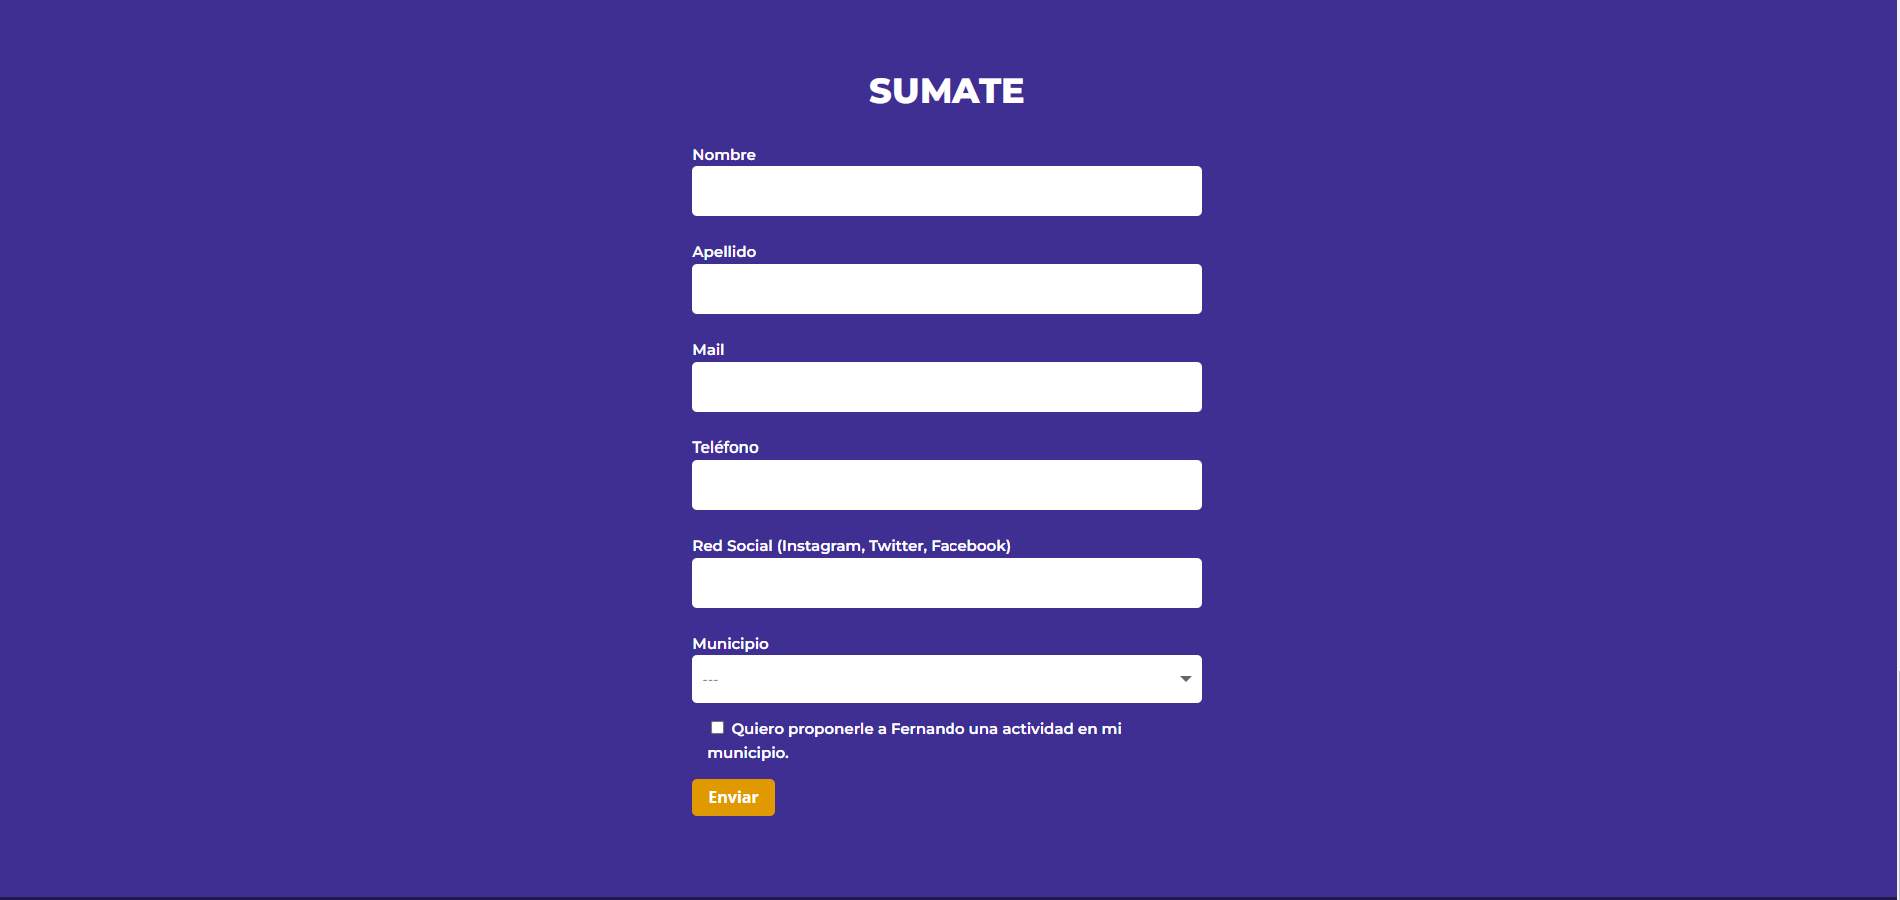 SUMATE
Nombre
Apellido
Mail
Teléfono
Red Social (Instagram, Twitter, Facebook)
Municipio
---
Quiero proponerle a Fernando una actividad en mi
municipio.
Enviar